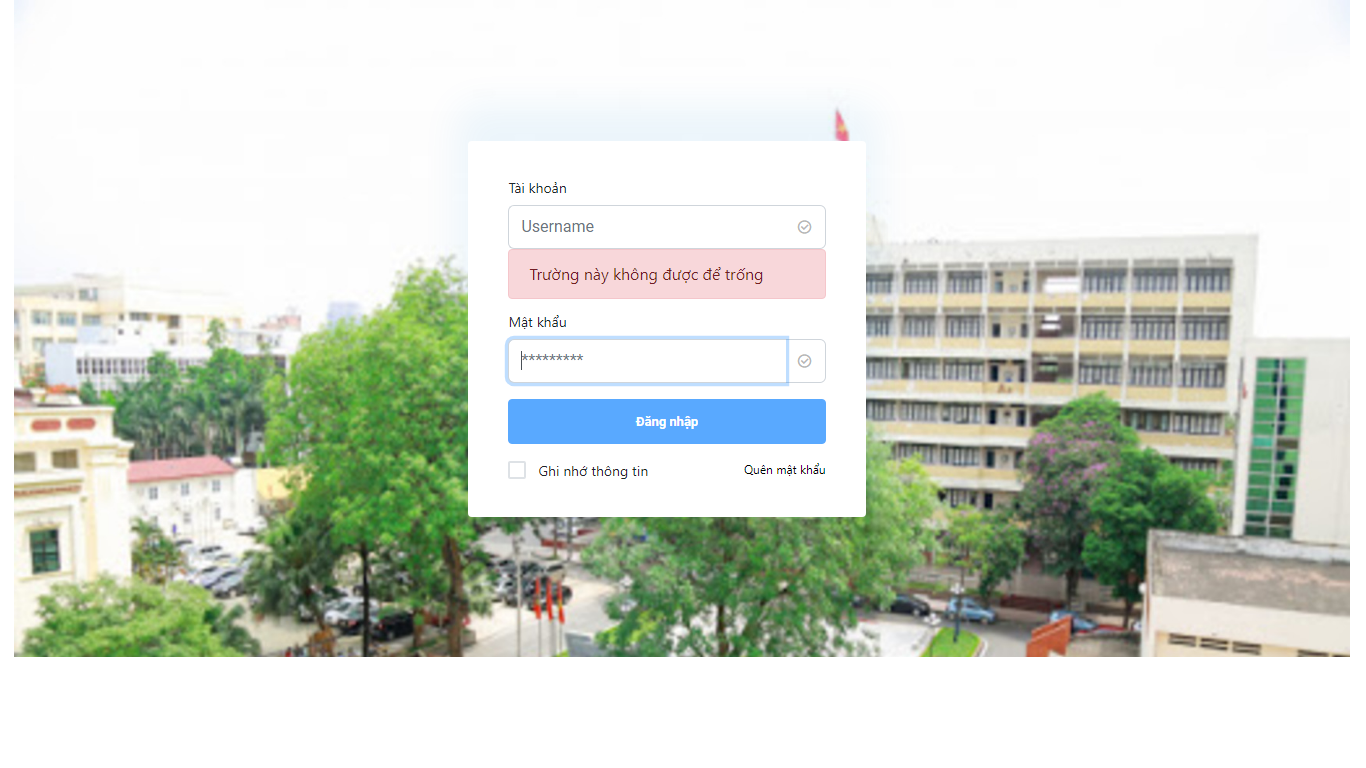 Tài khoản
Username
Trường này không được để trống
Mật khẩu
*********
Đăng nhập
Ghi nhớ thông tin
Quên mật khẩu